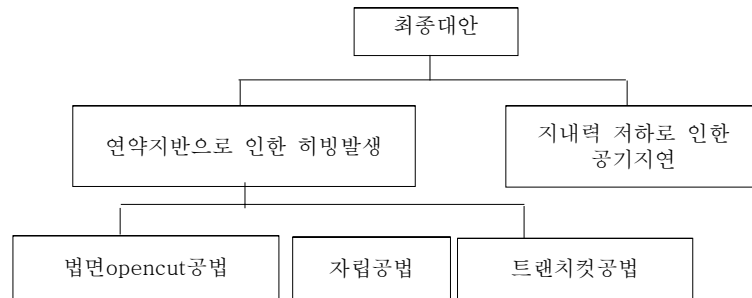 최종대안
연약지반으로 인한 히빙발생
지내력 저하로 인한
공기지연
법면opencut공법
자립공법
트랜치컷공법